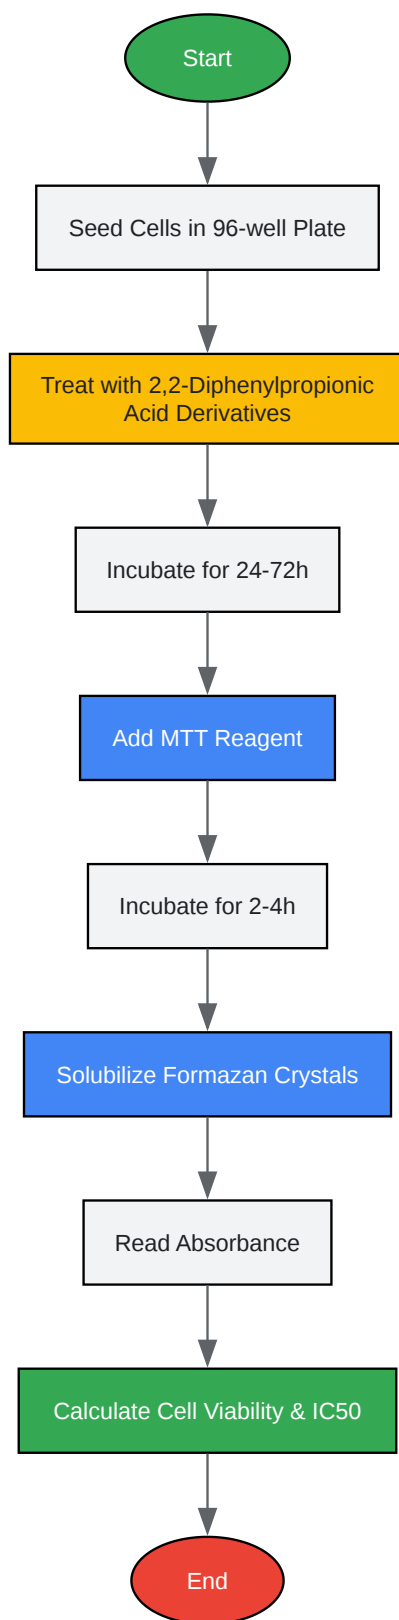 Start
Seed Cells in 96-well Plate
Treat with 2,2-Diphenylpropionic
Acid Derivatives
Incubate for 24-72h
Add MTT Reagent
Incubate for 2-4h
Solubilize Formazan Crystals
Read Absorbance
Calculate Cell Viability & IC50
End